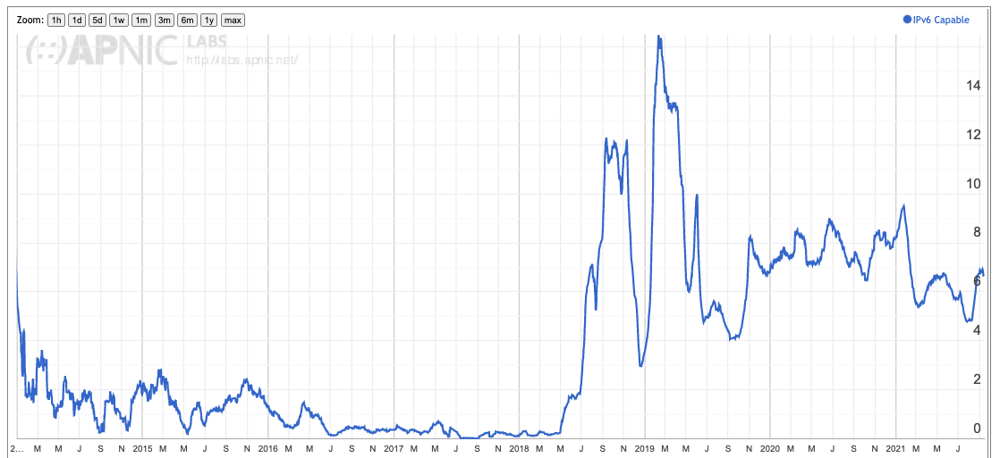 Zoom: 1h 1d 5d 1w 1m 3m 6m 1y max
IPv6 Capable
(::)APNIC LABS
http://labs.apnic.net/
14
12
10
8
6
4
2
0
2... M M J S N 2015 M M J S N 2016 M M J S N 2017 M M J S N 2018 M M J S N 2019 M M J S N 2020 M M J S N 2021 M M J